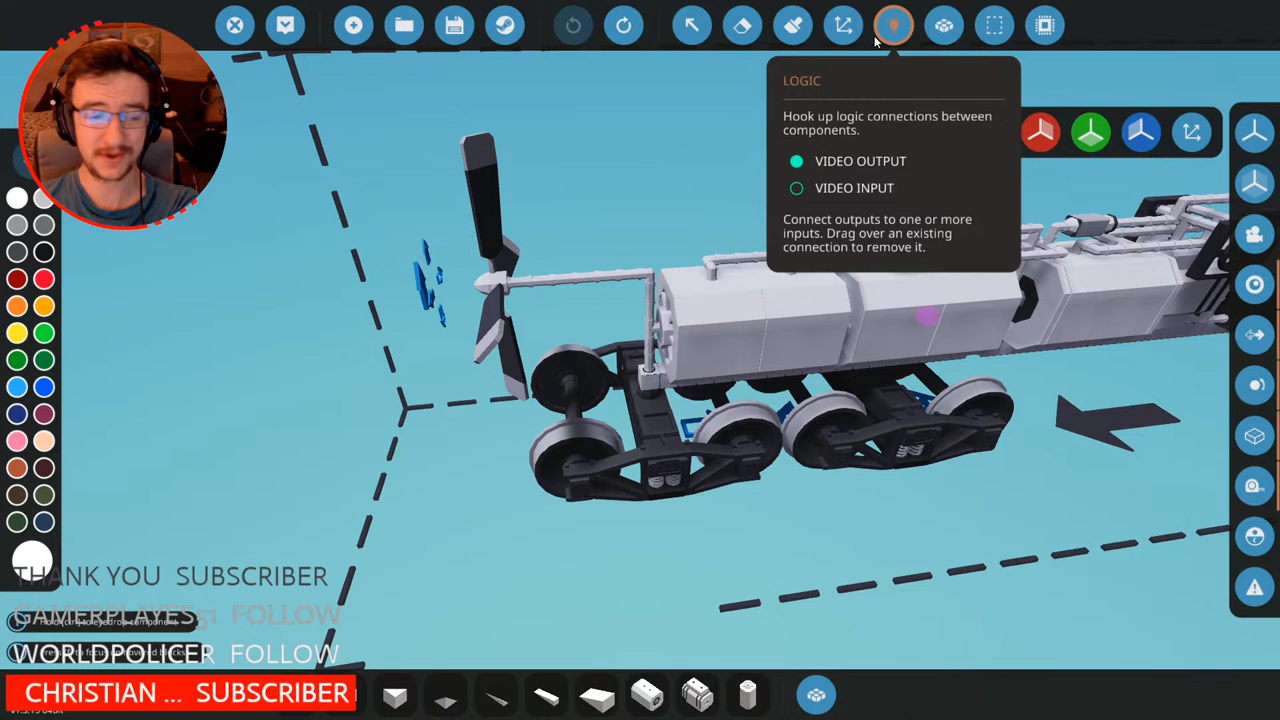 LOGIC
Hook up logic connections between
components.
VIDEO OUTPUT
VIDEO INPUT
Connect outputs to one or more
inputs. Drag over an existing
connection to remove it.
THANK YOU SUBSCRIBER
GAMERPLAYES51 FOLLOW
WORLDPOLICER FOLLOW
CHRISTIAN ... SUBSCRIBER